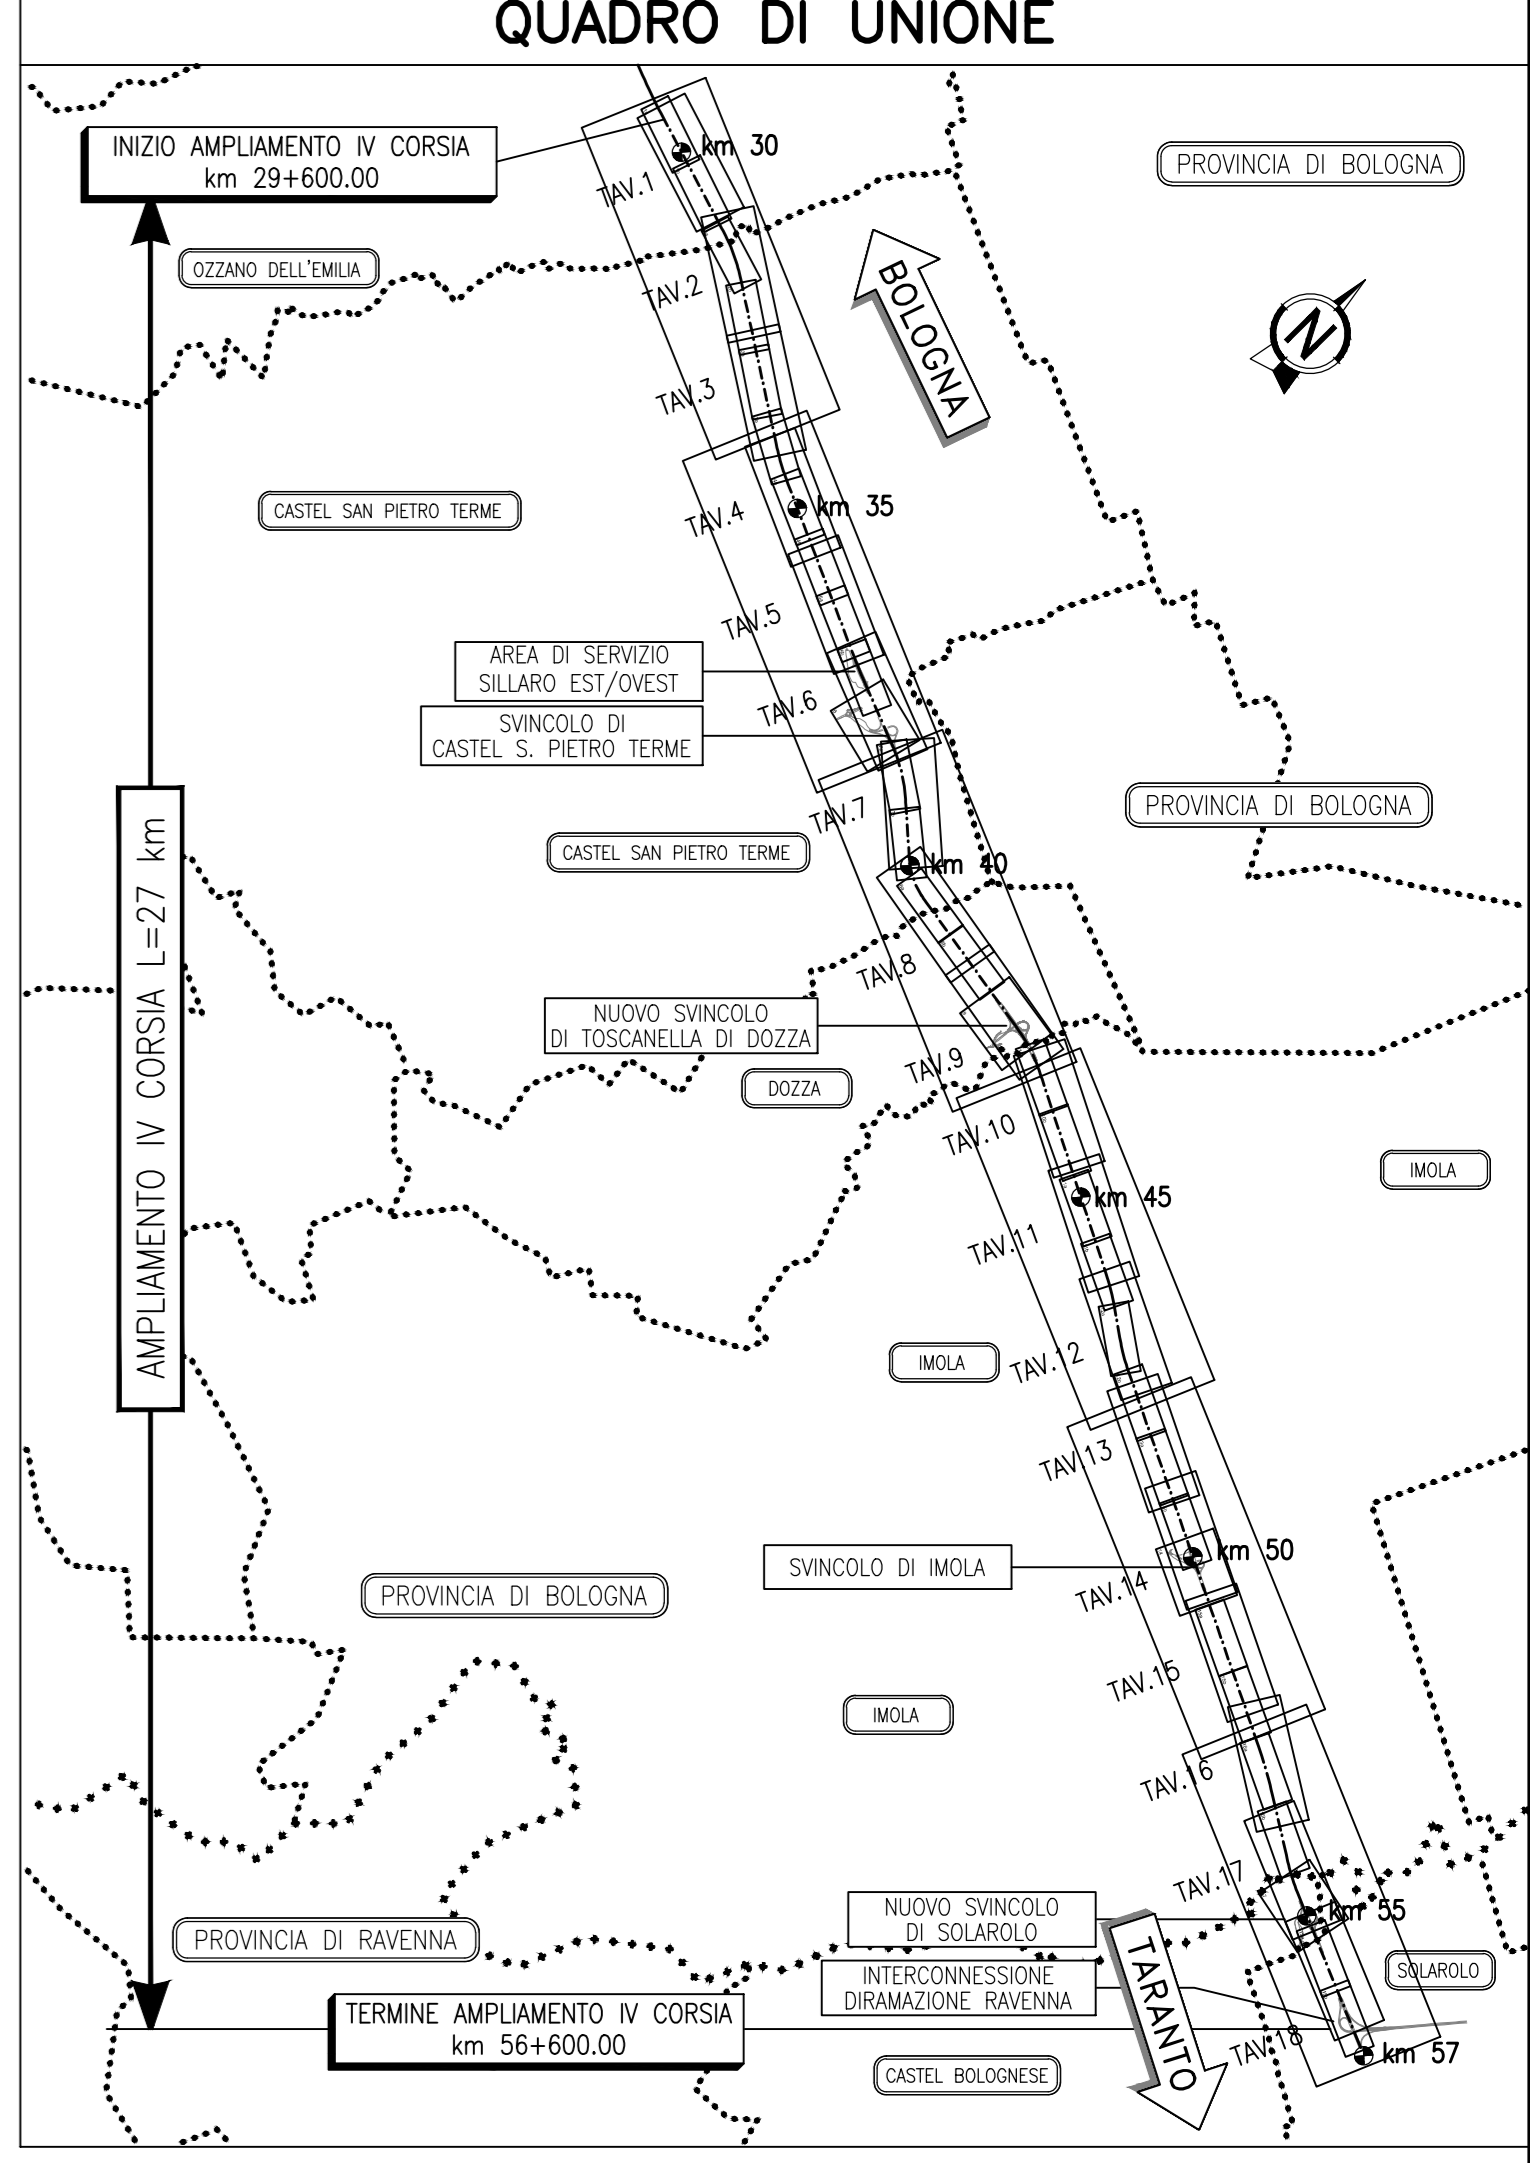 QUADRO DI UNIONE
INIZIO AMPLIAMENTO IV CORSIA
km 29+600.00
km 30
PROVINCIA DI BOLOGNA
TAV.1
OZZANO DELL'EMILIA
TAV.2
BOLOGNA
N
TAV.3
CASTEL SAN PIETRO TERME
TAV.4
km 35
TAV.5
AREA DI SERVIZIO
SILLARO EST/OVEST
TAV.6
SVINCOLO DI
CASTEL S. PIETRO TERME
TAV.7
PROVINCIA DI BOLOGNA
CASTEL SAN PIETRO TERME
km 40
AMPLIAMENTO IV CORSIA L=27 km
TAV.8
NUOVO SVINCOLO
DI TOSCANELLA DI DOZZA
TAV.9
DOZZA
TAV.10
IMOLA
km 45
TAV.11
IMOLA
TAV.12
TAV.13
SVINCOLO DI IMOLA
km 50
TAV.14
PROVINCIA DI BOLOGNA
TAV.15
IMOLA
TAV.16
TAV.17
NUOVO SVINCOLO
DI SOLAROLO
km 55
PROVINCIA DI RAVENNA
TARANTO
SOLAROLO
INTERCONNESSIONE
DIRAMAZIONE RAVENNA
TERMINE AMPLIAMENTO IV CORSIA
km 56+600.00
TAV.18
km 57
CASTEL BOLOGNESE